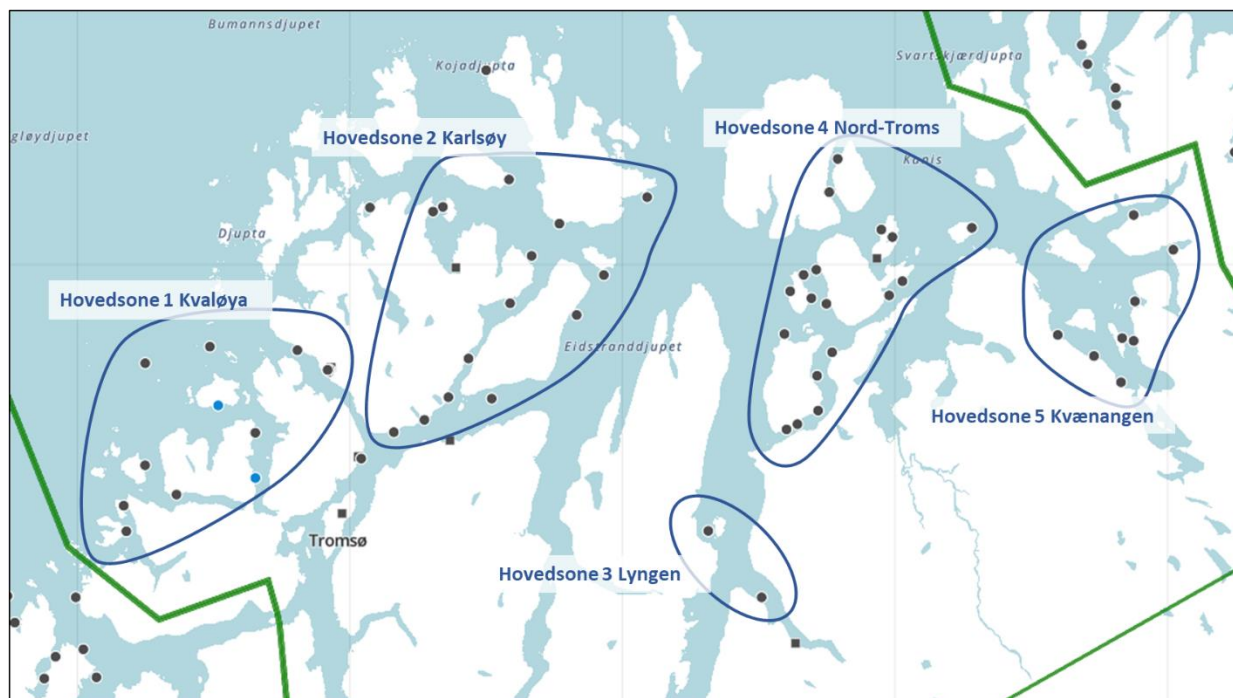 Bumannsdjupet
Kojadjupta
Svartskjærdjupta
gløydjupet
Hovedsone 2 Karlsøy
Hovedsone 4 Nord-Troms
Djupta
Hovedsone 1 Kvaløya
Eidstranddjupet
Hovedsone 5 Kvænangen
Tromsø
Hovedsone 3 Lyngen